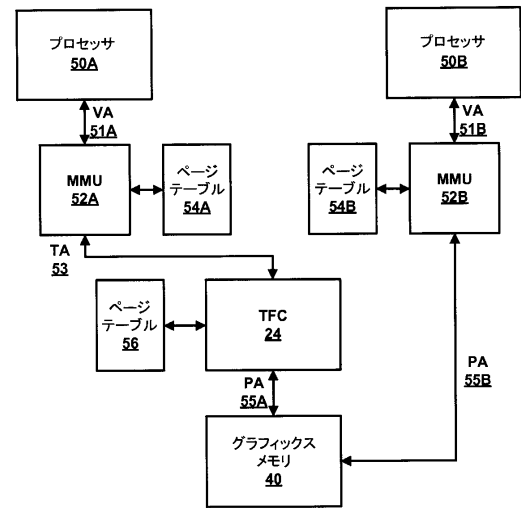 プロセッサ
50A
プロセッサ
50B
VA
51A
VA
51B
MMU
52A
ページ
テーブル
54A
ページ
テーブル
54B
MMU
52B
TA
53
ページ
テーブル
56
TFC
24
PA
55A
PA
55B
グラフィックス
メモリ
40